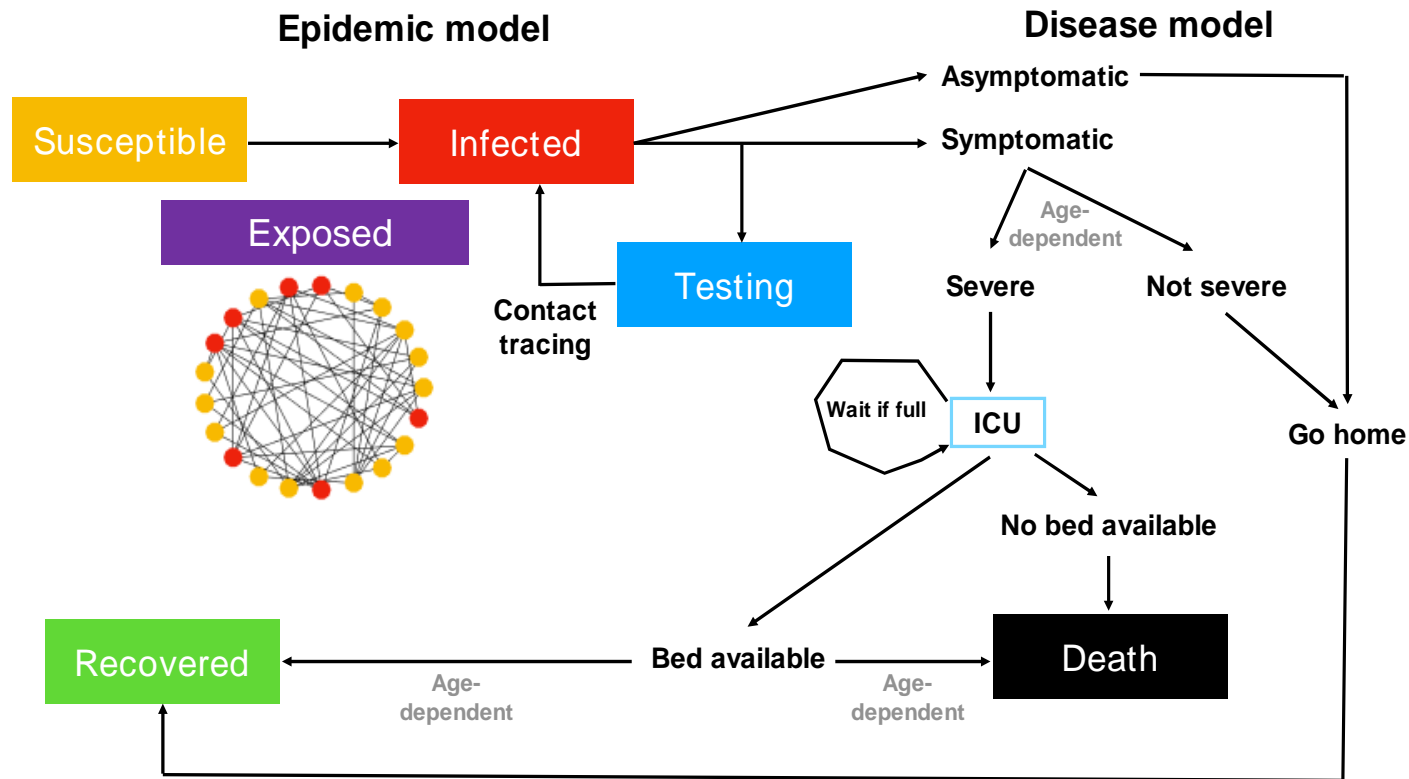 Epidemic model
Disease model
Asymptomatic
Susceptible
Infected
Symptomatic
Exposed
Age-
dependent
Testing
Severe
Not severe
Contact
tracing
Wait if full
ICU
Go home
No bed available
Recovered
Bed available
Death
Age-
dependent
Age-
dependent